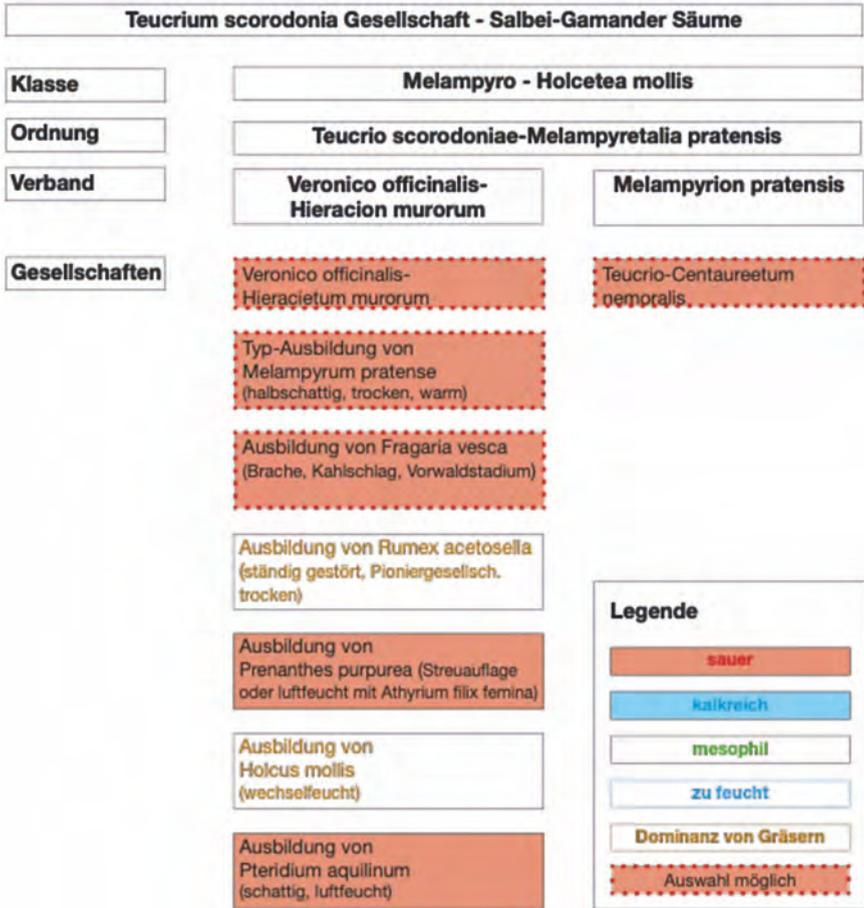 Teucrium scorodonia Gesellschaft - Salbei-Gamander Säume
Klasse
Melampyro - Holcetea mollis
Ordnung
Teucrio scorodoniae-Melampyretalia pratensis
Verband
Veronico officinalis-
Hieracion murorum
Melampyrion pratensis
Gesellschaften
Veronico officinalis-
Hieracietum murorum
Teucrio-Centaureetum
nemoralis
Typ-Ausbildung von
Melampyrum pratense
(halbschattig, trocken, warm)
Ausbildung von Fragaria vesca
(Brache, Kahlschlag, Vorwaldstadium)
Ausbildung von Rumex acetosella
(ständig gestört, Pioniergesellsch.
trocken)
Ausbildung von
Prenanthes purpurea (Streuauflage
oder luftfeucht mit Athyrium filix femina)
Ausbildung von
Holcus mollis
(wechselfeucht)
Ausbildung von
Pteridium aquilinum
(schattig, luftfeucht)
Legende
sauer
kalkreich
mesophil
zu feucht
Dominanz von Gräsern
Auswahl möglich